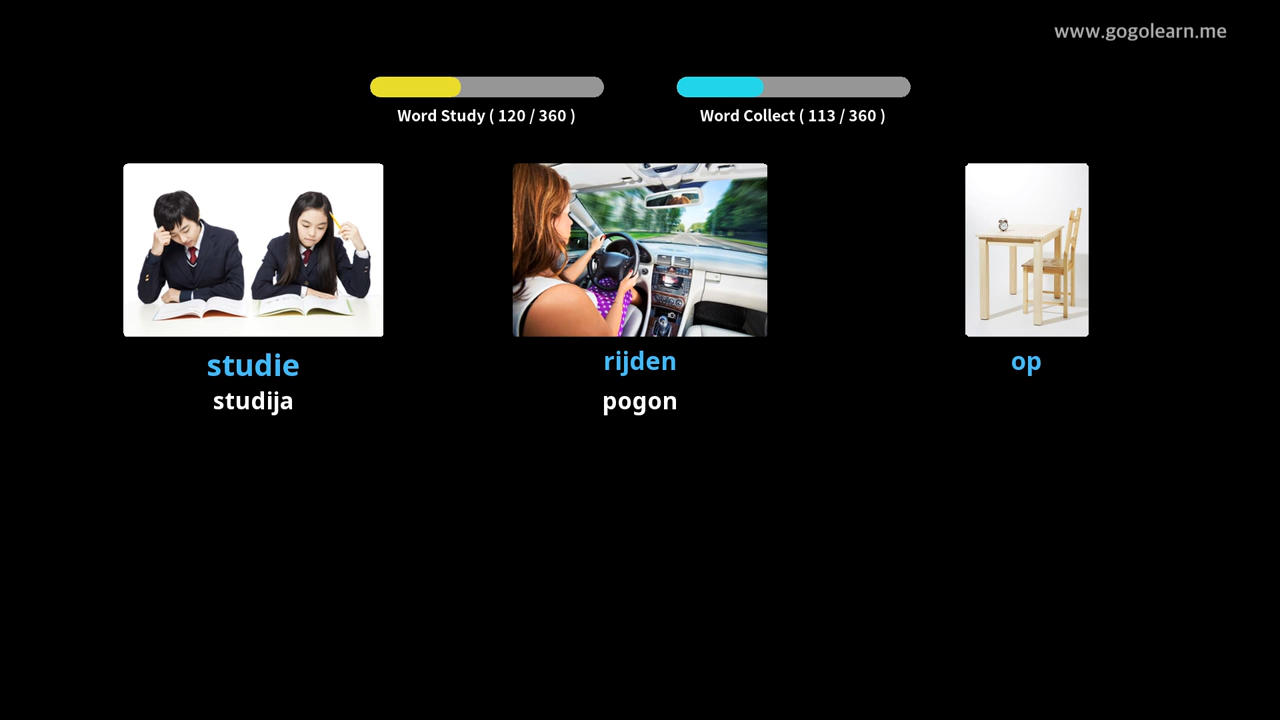 www.gogolearn.me
Word Study ( 120 / 360 )
Word Collect ( 113 / 360 )
studie
studija
rijden
pogon
op